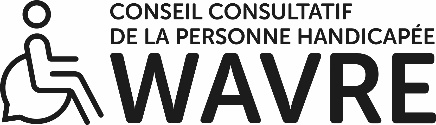 CONSEIL CONSULTATIF
DE LA PERSONNE HANDICAPÉE
WAVRE